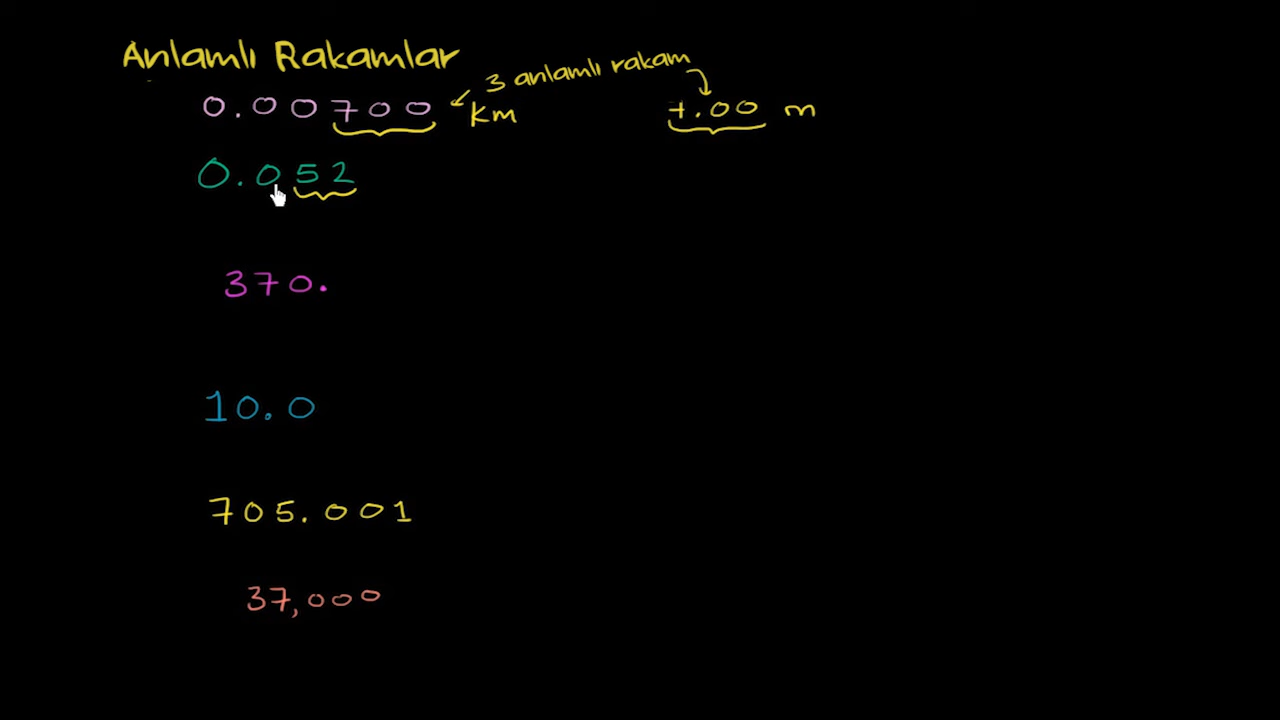 Anlamlı Rakamlar
3 anlamlı rakam
0.00700 km 7.00 m
0.052
370.
10.0
705.001
37,000